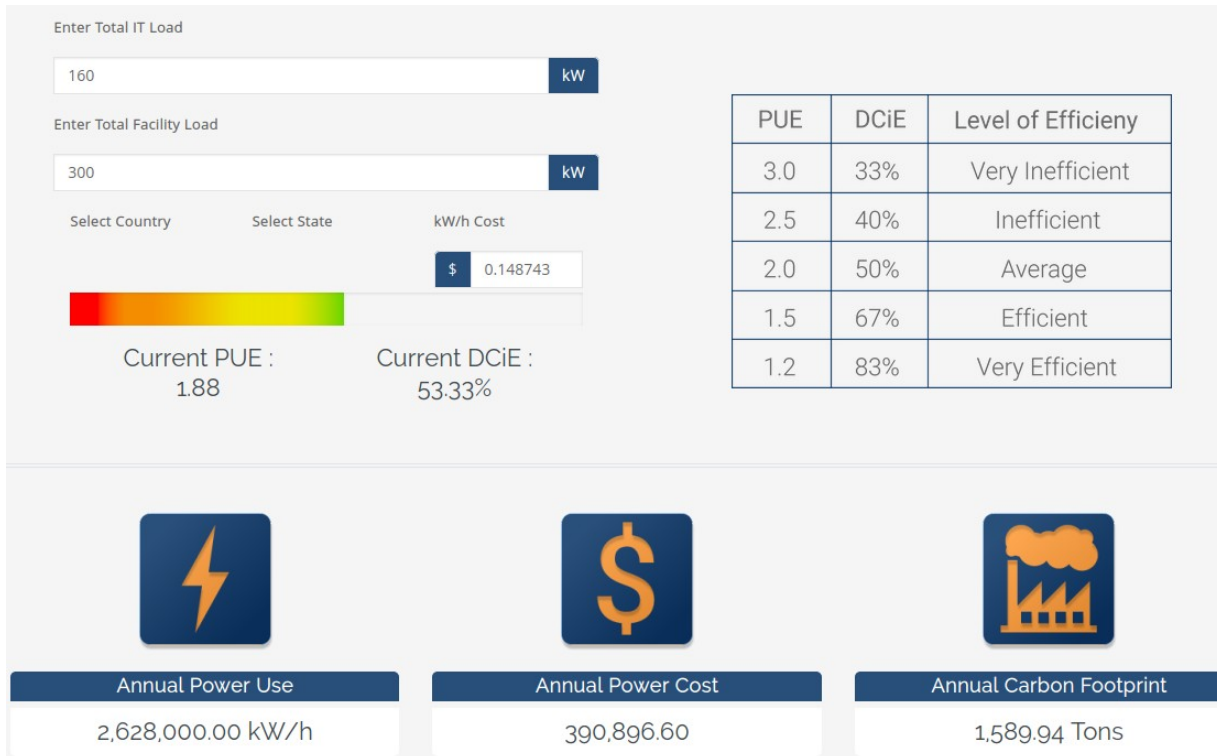 Enter Total IT Load
160 kW
Enter Total Facility Load
300 kW
Select Country Select State kW/h Cost
$ 0.148743
Current PUE : Current DCiE :
1.88 53.33%
PUE DCiE Level of Efficieny
3.0 33% Very Inefficient
2.5 40% Inefficient
2.0 50% Average
1.5 67% Efficient
1.2 83% Very Efficient
$
Annual Power Use Annual Power Cost Annual Carbon Footprint
2,628,000.00 kW/h 390,896.60 1,589.94 Tons